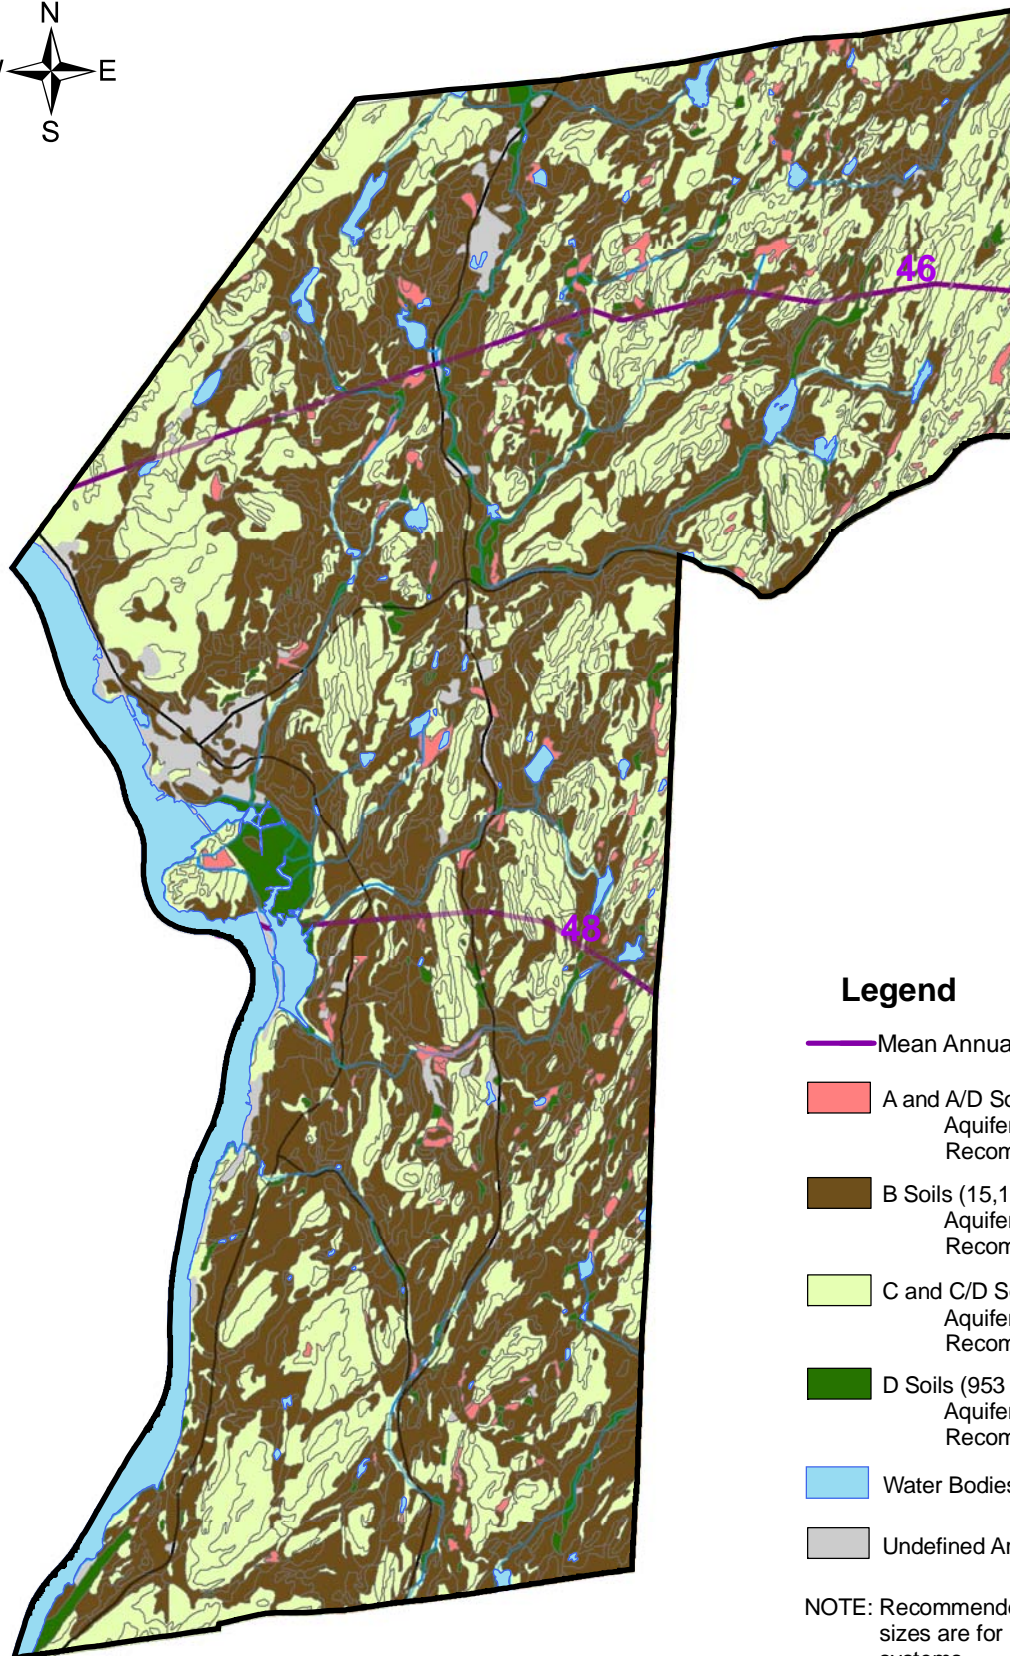 N
E
S
46
48
Legend
Mean Annua
A and A/D So
Aquifer
Recom
B Soils (15,1
Aquifer
Recom
C and C/D So
Aquifer
Recom
D Soils (953
Aquifer
Recom
Water Bodies
Undefined Ar
NOTE: Recommende
sizes are for
systems